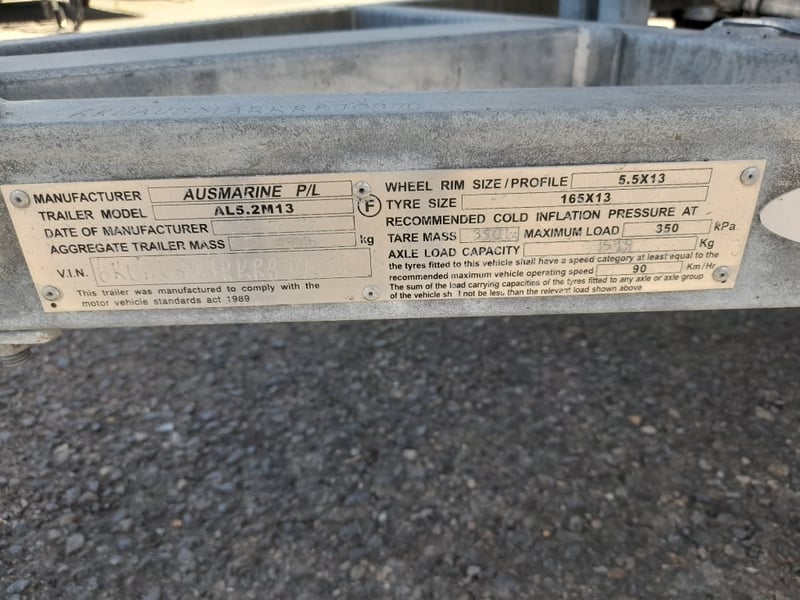 MANUFACTURER AUSMARINE P/L
TRAILER MODEL AL5.2M13
DATE OF MANUFACTURER
AGGREGATE TRAILER MASS kg
V.I.N.
This trailer was manufactured to comply with the
motor vehicle standards act 1989
F
WHEEL RIM SIZE/PROFILE 5.5X13
TYRE SIZE 165X13
RECOMMENDED COLD INFLATION PRESSURE AT
TARE MASS MAXIMUM LOAD 350 kPa
AXLE LOAD CAPACITY Kg
the tyres fitted to this vehicle shall have a speed category at least equal to the
recommended maximum vehicle operating speed 90 Km/Hr
The sum of the load carrying capacities of the tyres fitted to any axle or axle group
of the vehicle sh ll not be less than the relevant load shown above